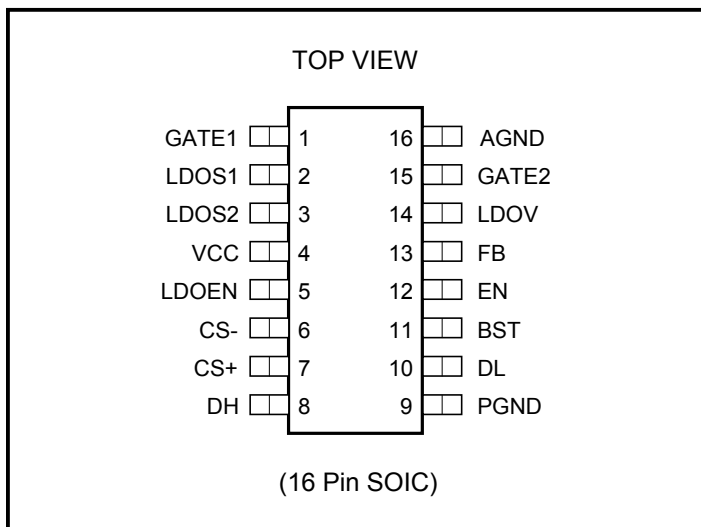 TOP VIEW
GATE1 1 16 AGND
LDOS1 2 15 GATE2
LDOS2 3 14 LDOV
VCC 4 13 FB
LDOEN 5 12 EN
CS- 6 11 BST
CS+ 7 10 DL
DH 8 9 PGND
(16 Pin SOIC)